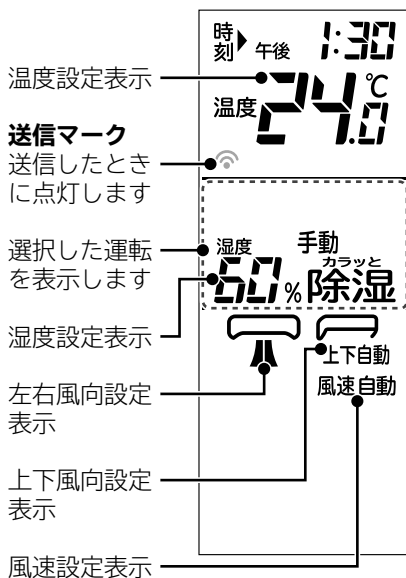 時刻 午後 1:30
温度設定表示
温度 24.0℃
送信マーク
送信したとき
に点灯します
選択した運転
を表示します
湿度 60%
手動
カラッと
除湿
湿度設定表示
左右風向設定
表示
上下自動
風速自動
上下風向設定
表示
風速設定表示